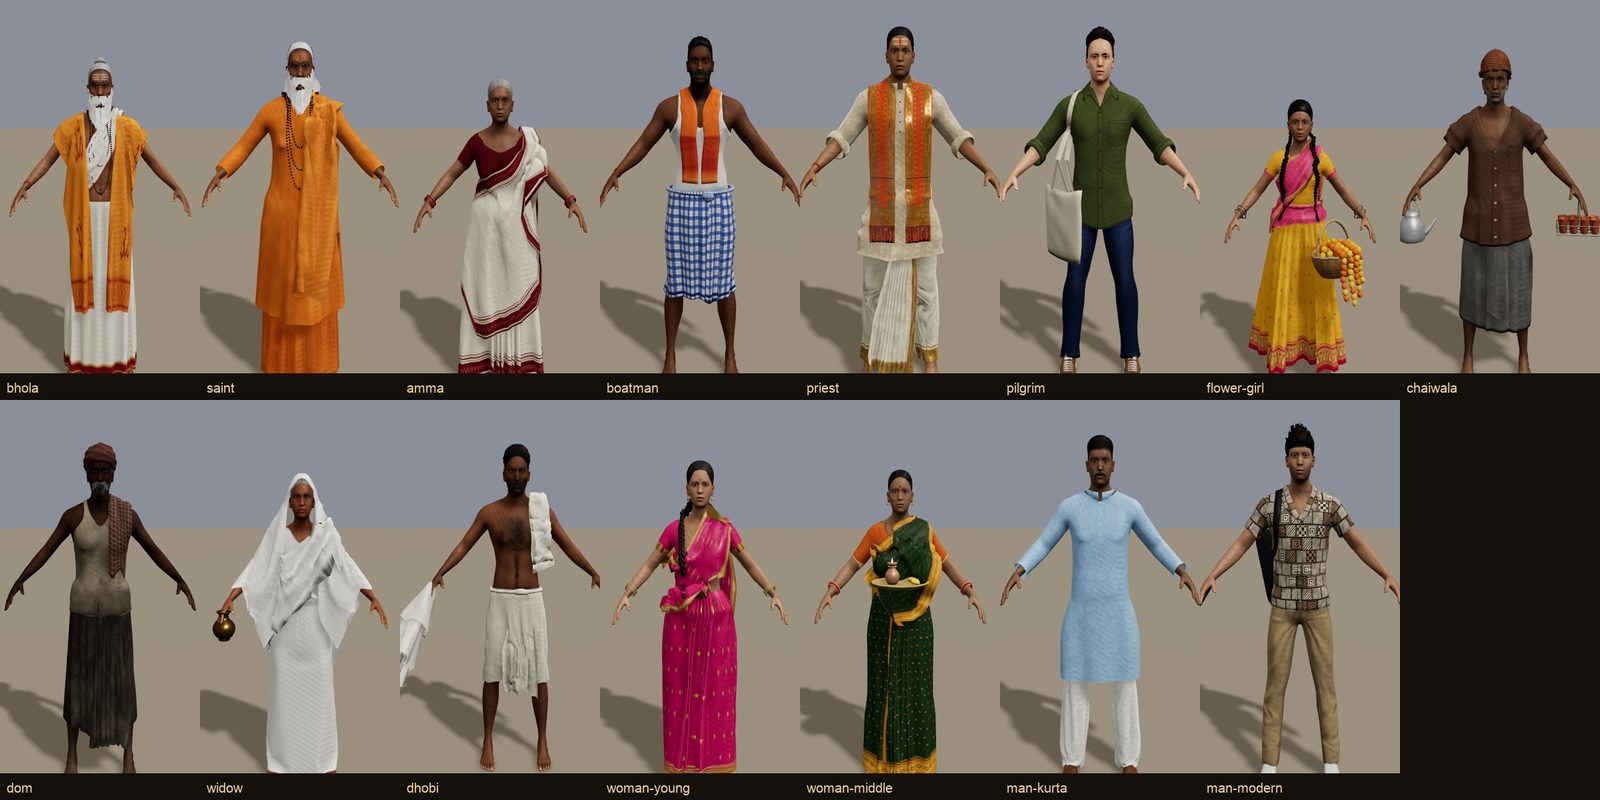 bhola
saint
amma
boatman
priest
pilgrim
flower-girl
chaiwala
dom
widow
dhobi
woman-young
woman-middle
man-kurta
man-modern